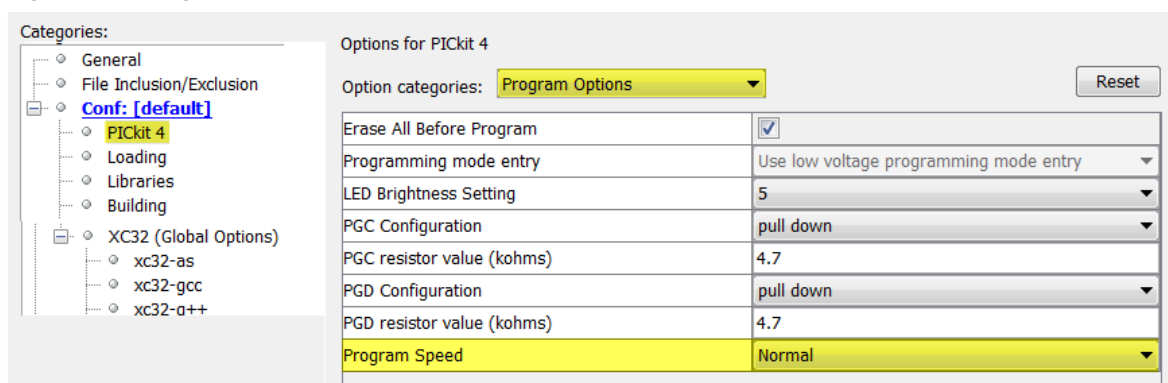 Categories:
General
File Inclusion/Exclusion
Conf: [default]
PICkit 4
Loading
Libraries
Building
XC32 (Global Options)
xc32-as
xc32-gcc
xc32-g++
Options for PICkit 4
Option categories: Program Options Reset
Erase All Before Program
Programming mode entry Use low voltage programming mode entry
LED Brightness Setting 5
PGC Configuration pull down
PGC resistor value (kohms) 4.7
PGD Configuration pull down
PGD resistor value (kohms) 4.7
Program Speed Normal